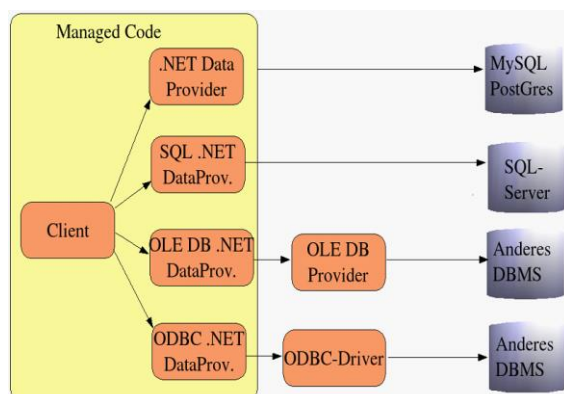 Managed Code
.NET Data
Provider
MySQL
PostGres
SQL .NET
DataProv.
SQL-
Server
Client
OLE DB .NET
DataProv.
OLE DB
Provider
Anderes
DBMS
ODBC .NET
DataProv.
ODBC-Driver
Anderes
DBMS